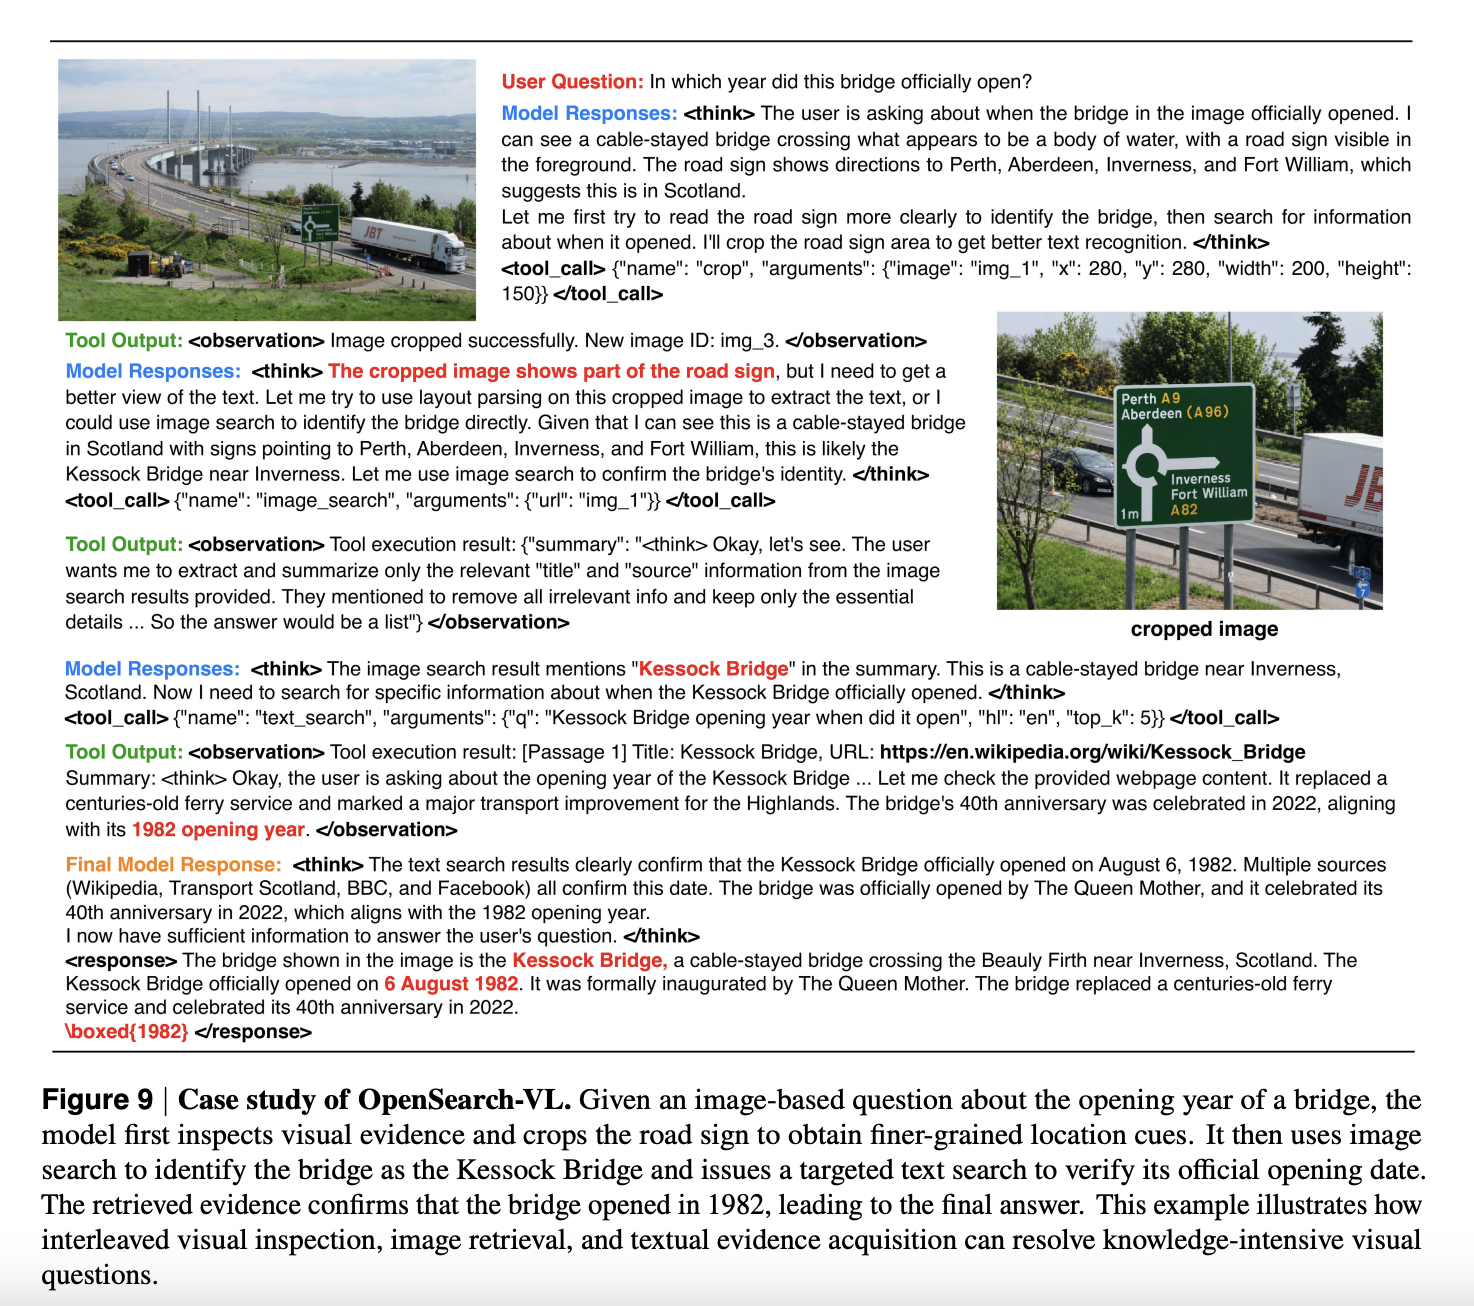 User Question: In which year did this bridge officially open?
Model Responses: <think> The user is asking about when the bridge in the image officially opened. I
can see a cable-stayed bridge crossing what appears to be a body of water, with a road sign visible in
the foreground. The road sign shows directions to Perth, Aberdeen, Inverness, and Fort William, which
suggests this is in Scotland.
Let me first try to read the road sign more clearly to identify the bridge, then search for information
about when it opened. I'll crop the road sign area to get better text recognition. </think>
<tool_call> {"name": "crop", "arguments": {"image": "img_1", "x": 280, "y": 280, "width": 200, "height":
150}} </tool_call>
JBT
Tool Output: <observation> Image cropped successfully. New image ID: img_3. </observation>
Model Responses: <think> The cropped image shows part of the road sign, but I need to get a
better view of the text. Let me try to use layout parsing on this cropped image to extract the text, or I
could use image search to identify the bridge directly. Given that I can see this is a cable-stayed bridge
in Scotland with signs pointing to Perth, Aberdeen, Inverness, and Fort William, this is likely the
Kessock Bridge near Inverness. Let me use image search to confirm the bridge's identity. </think>
<tool_call> {"name": "image_search", "arguments": {"url": "img_1"}} </tool_call>
Perth A9
Aberdeen (A96)
Inverness
Fort William
A82
1m
JB
7
cropped image
Tool Output: <observation> Tool execution result: {"summary": "<think> Okay, let's see. The user
wants me to extract and summarize only the relevant "title" and "source" information from the image
search results provided. They mentioned to remove all irrelevant info and keep only the essential
details ... So the answer would be a list"} </observation>
Model Responses: <think> The image search result mentions "Kessock Bridge" in the summary. This is a cable-stayed bridge near Inverness,
Scotland. Now I need to search for specific information about when the Kessock Bridge officially opened. </think>
<tool_call> {"name": "text_search", "arguments": {"q": "Kessock Bridge opening year when did it open", "hl": "en", "top_k": 5}} </tool_call>
Tool Output: <observation> Tool execution result: [Passage 1] Title: Kessock Bridge, URL: https://en.wikipedia.org/wiki/Kessock_Bridge
Summary: <think> Okay, the user is asking about the opening year of the Kessock Bridge ... Let me check the provided webpage content. It replaced a
centuries-old ferry service and marked a major transport improvement for the Highlands. The bridge's 40th anniversary was celebrated in 2022, aligning
with its 1982 opening year. </observation>
Final Model Response: <think> The text search results clearly confirm that the Kessock Bridge officially opened on August 6, 1982. Multiple sources
(Wikipedia, Transport Scotland, BBC, and Facebook) all confirm this date. The bridge was officially opened by The Queen Mother, and it celebrated its
40th anniversary in 2022, which aligns with the 1982 opening year.
I now have sufficient information to answer the user's question. </think>
<response> The bridge shown in the image is the Kessock Bridge, a cable-stayed bridge crossing the Beauly Firth near Inverness, Scotland. The
Kessock Bridge officially opened on 6 August 1982. It was formally inaugurated by The Queen Mother. The bridge replaced a centuries-old ferry
service and celebrated its 40th anniversary in 2022.
\boxed{1982} </response>
Figure 9 | Case study of OpenSearch-VL. Given an image-based question about the opening year of a bridge, the
model first inspects visual evidence and crops the road sign to obtain finer-grained location cues. It then uses image
search to identify the bridge as the Kessock Bridge and issues a targeted text search to verify its official opening date.
The retrieved evidence confirms that the bridge opened in 1982, leading to the final answer. This example illustrates how
interleaved visual inspection, image retrieval, and textual evidence acquisition can resolve knowledge-intensive visual
questions.